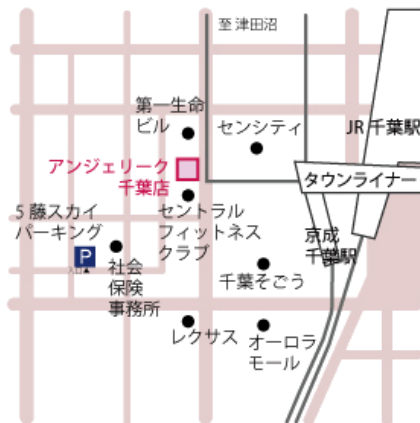 至 津田沼
第一生命
ビル
センシティ
JR 千葉駅
アンジェリーク
千葉店
タウンライナー
5 藤スカイ
パーキング
セントラル
フィットネス
クラブ
京成
千葉駅
P
入口▲
社会
保険
事務所
千葉そごう
レクサス
オーロラ
モール